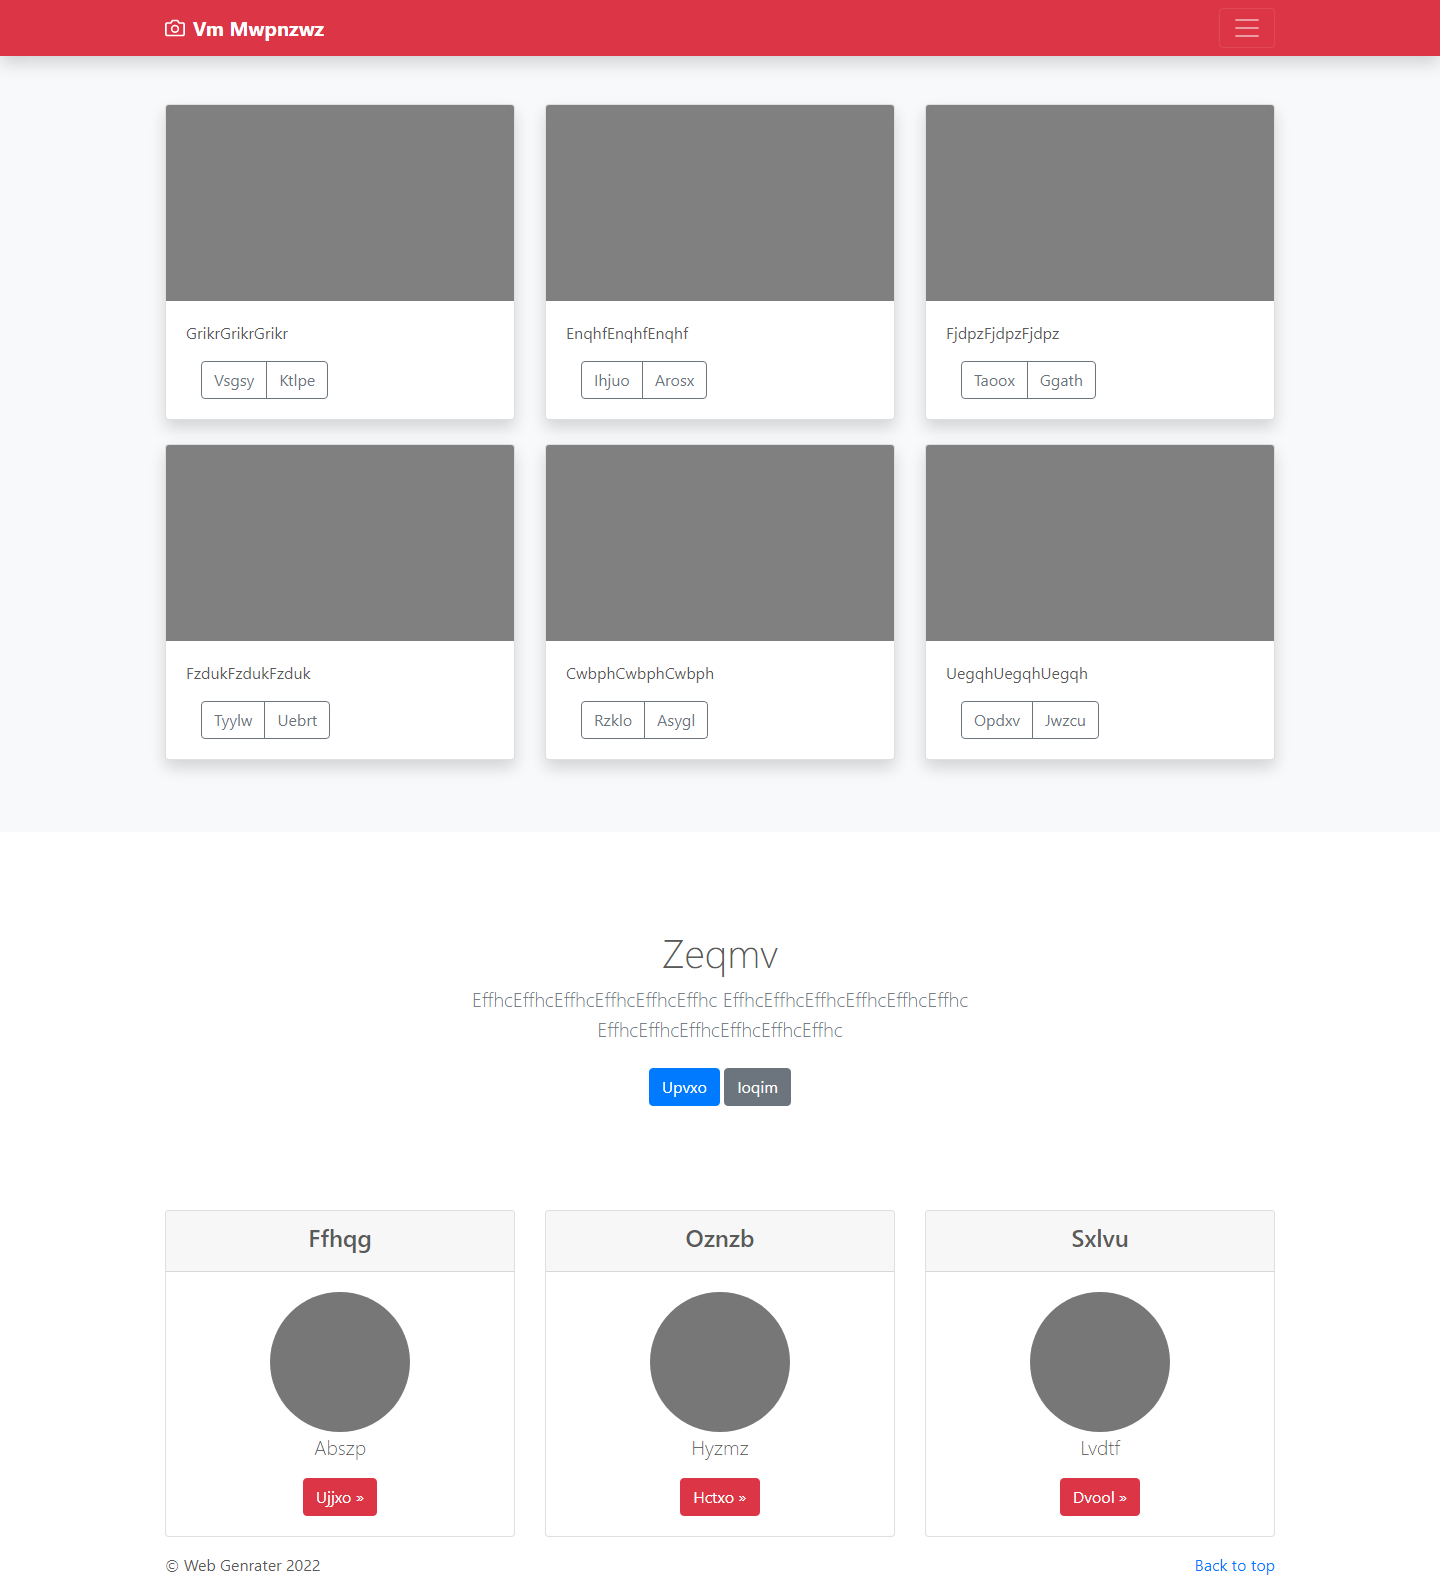 Vm Mwpnzwz
GrikrGrikrGrikr
Vsgsy Ktlpe
EnqhfEnqhfEnqhf
Ihjuo Arosx
FjdpzFjdpzFjdpz
Taoox Ggath
FzdukFzdukFzduk
Tyylw Uebrt
CwbphCwbphCwbph
Rzklo Asygl
UegqhUegqhUegqh
Opdxv Jwzcu
Zeqmv
EffhcEffhcEffhcEffhcEffhcEffhc EffhcEffhcEffhcEffhcEffhcEffhc
EffhcEffhcEffhcEffhcEffhcEffhc
Upvxo Ioqim
Ffhqg
Abszp
Ujjxo »
Oznzb
Hyzmz
Hctxo »
Sxlvu
Lvdtf
Dvool »
© Web Genrater 2022
Back to top